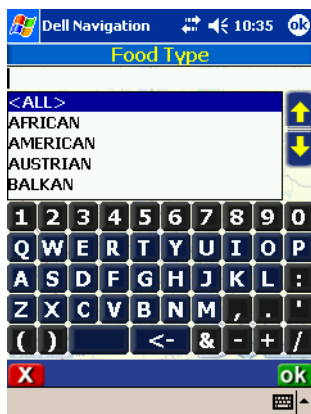 Dell Navigation 10:35 ok
Food Type
<ALL>
AFRICAN
AMERICAN
AUSTRIAN
BALKAN
1 2 3 4 5 6 7 8 9 0
Q W E R T Y U I O P
A S D F G H J K L :
Z X C V B N M , . '
( ) <- & - + /
X ok